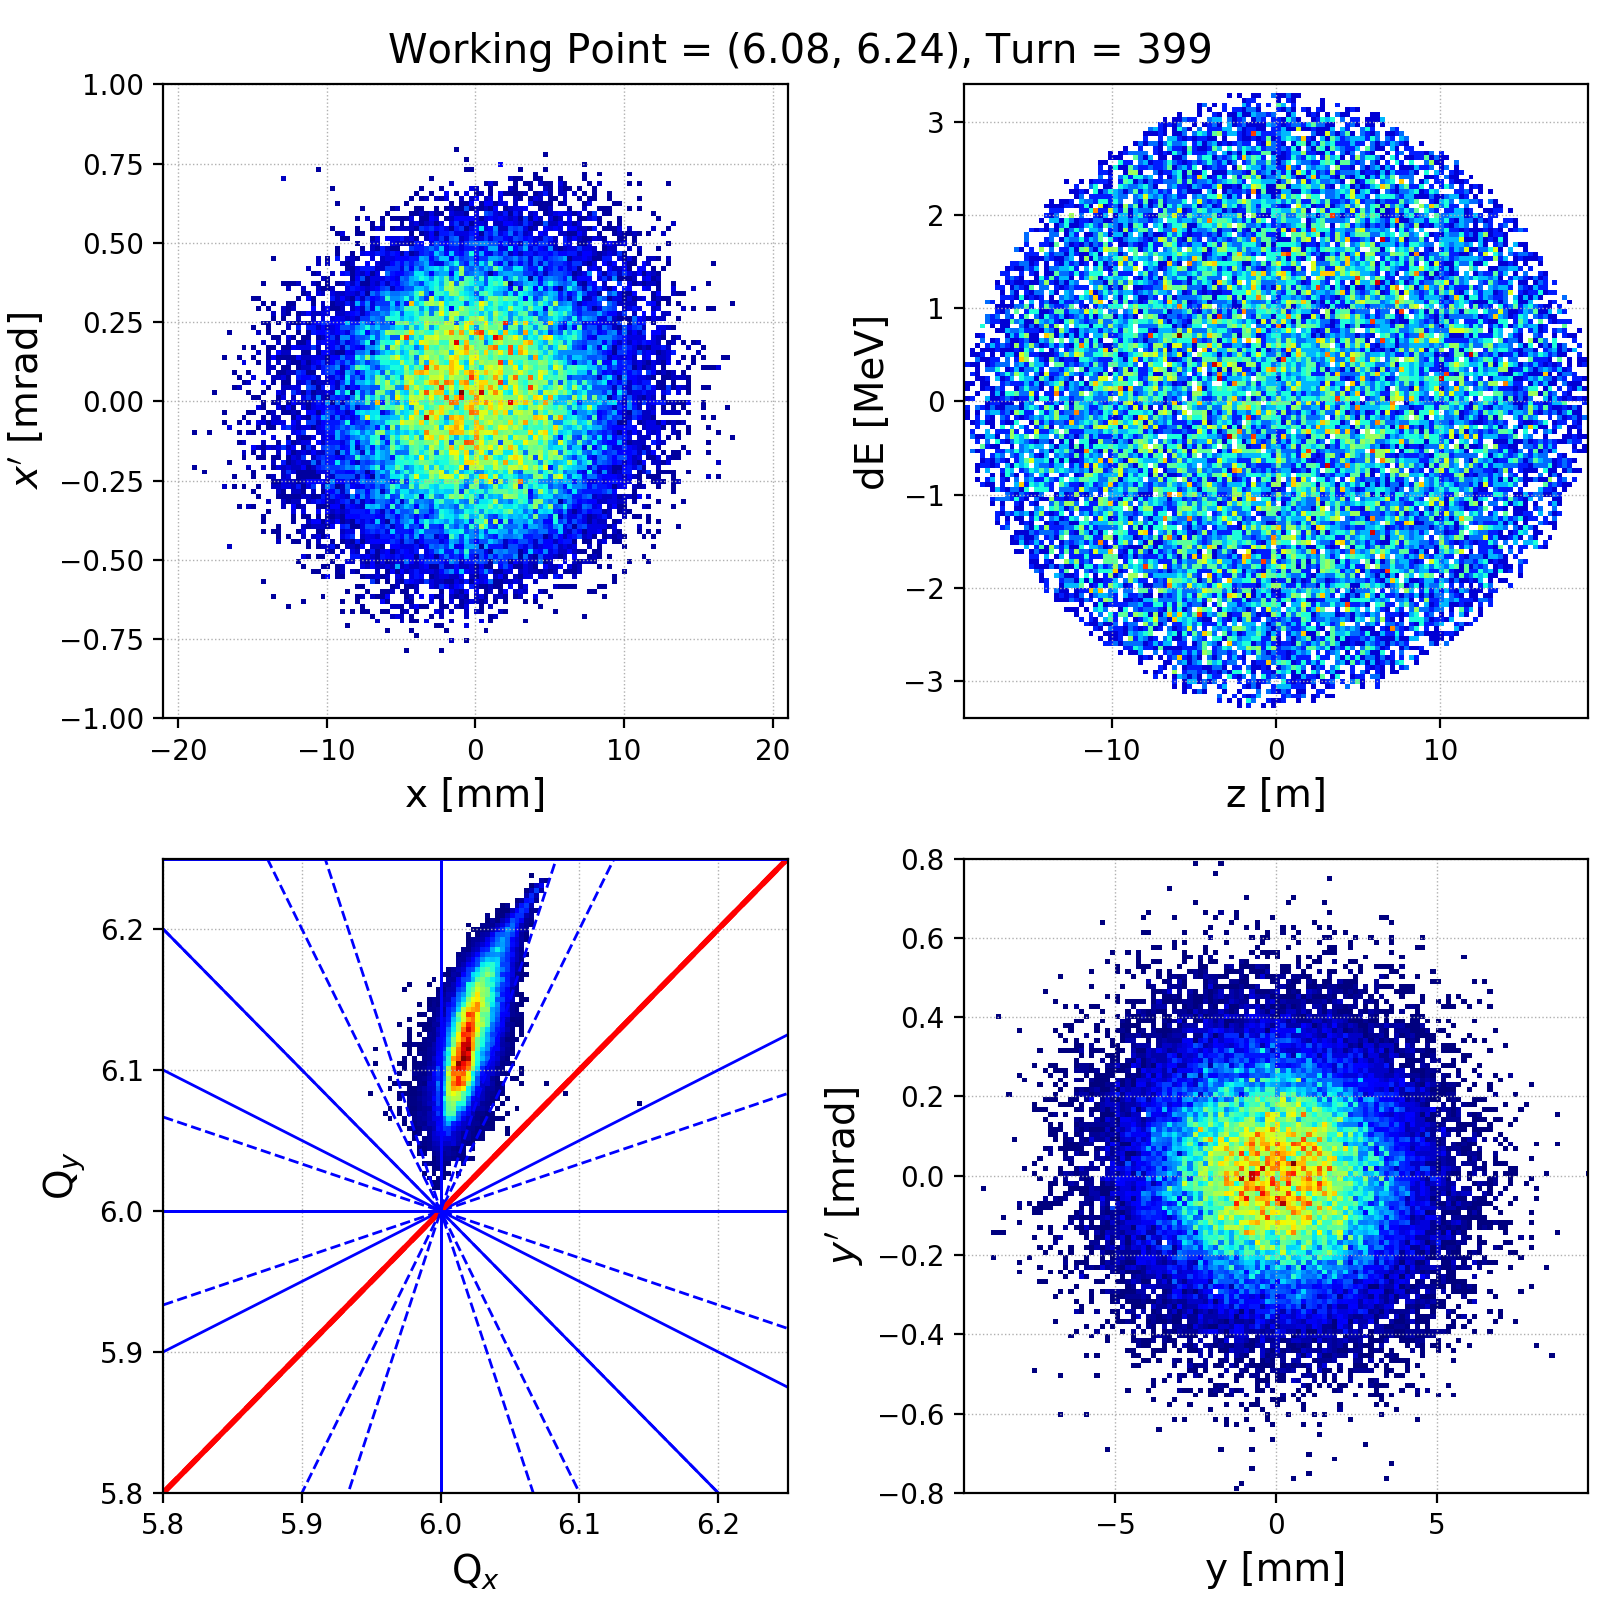 Working Point = (6.08, 6.24), Turn = 399
1.00
0.75
0.50
0.25
0.00
−0.25
−0.50
−0.75
−1.00
x′ [mrad]
−20 −10 0 10 20
x [mm]
3
2
1
0
−1
−2
−3
dE [MeV]
−10 0 10
z [m]
6.2
6.1
6.0
5.9
5.8
Qy
5.8 5.9 6.0 6.1 6.2
Qx
0.8
0.6
0.4
0.2
0.0
−0.2
−0.4
−0.6
−0.8
y′ [mrad]
−5 0 5
y [mm]